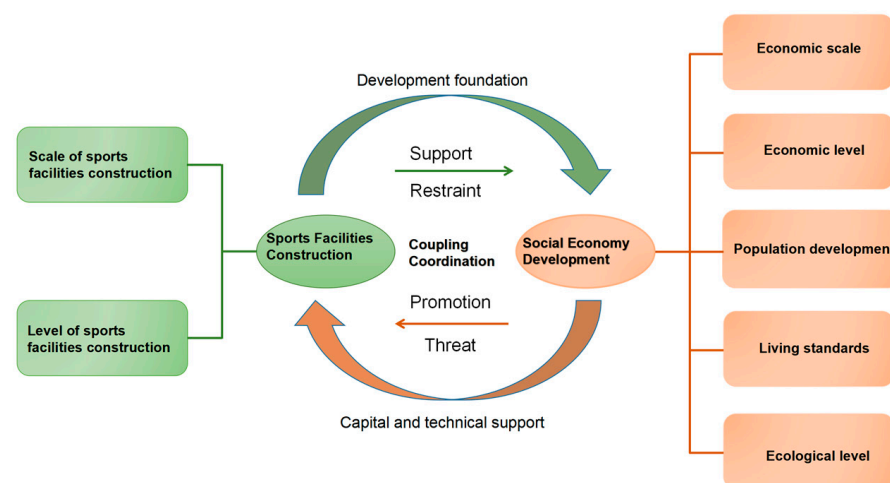 Economic scale
Development foundation
Scale of sports
facilities construction
Support
Economic level
Restraint
Sports Facilities
Construction
Coupling
Coordination
Social Economy
Development
Population development
Promotion
Level of sports
facilities construction
Threat
Living standards
Capital and technical support
Ecological level